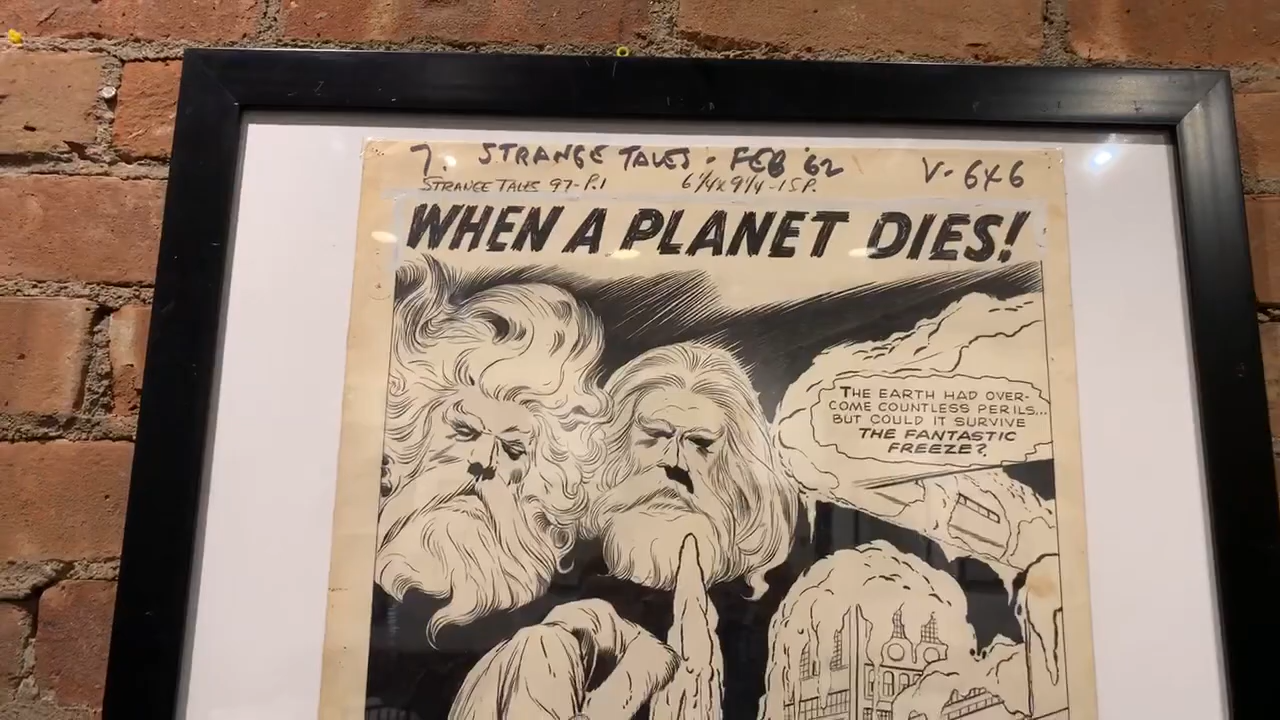 7. STRANGE TALES - FEB '62
V-646
STRANGE TALES 97-P.1
6 1/4 x 9 1/4 - 1 S.P.
WHEN A PLANET DIES!
THE EARTH HAD OVER-
COME COUNTLESS PERILS...
BUT COULD IT SURVIVE
THE FANTASTIC
FREEZE?